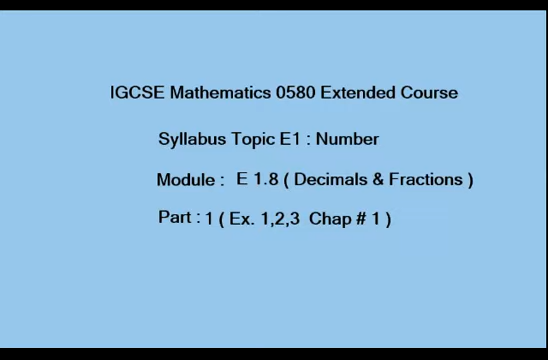 IGCSE Mathematics 0580 Extended Course
Syllabus Topic E1 : Number
Module : E 1.8 ( Decimals & Fractions )
Part : 1 ( Ex. 1,2,3 Chap # 1 )